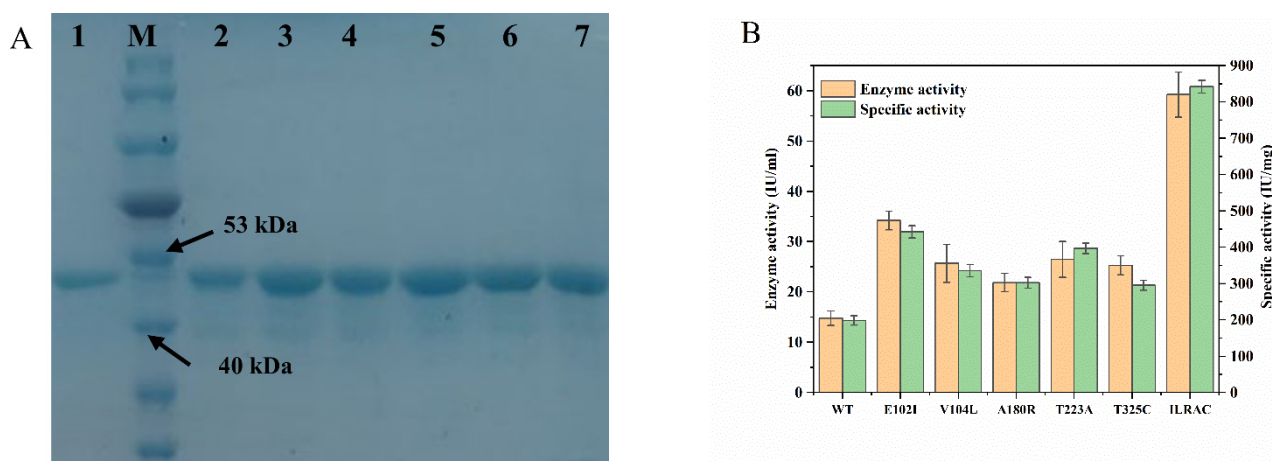 A
1 M 2 3 4 5 6 7
53 kDa
40 kDa
B
Enzyme activity
Specific activity
Enzyme activity (IU/ml)
60
50
40
30
20
10
0
Specific activity (IU/mg)
900
800
700
600
500
400
300
200
100
0
WT E102I V104L A180R T223A T325C ILRAC